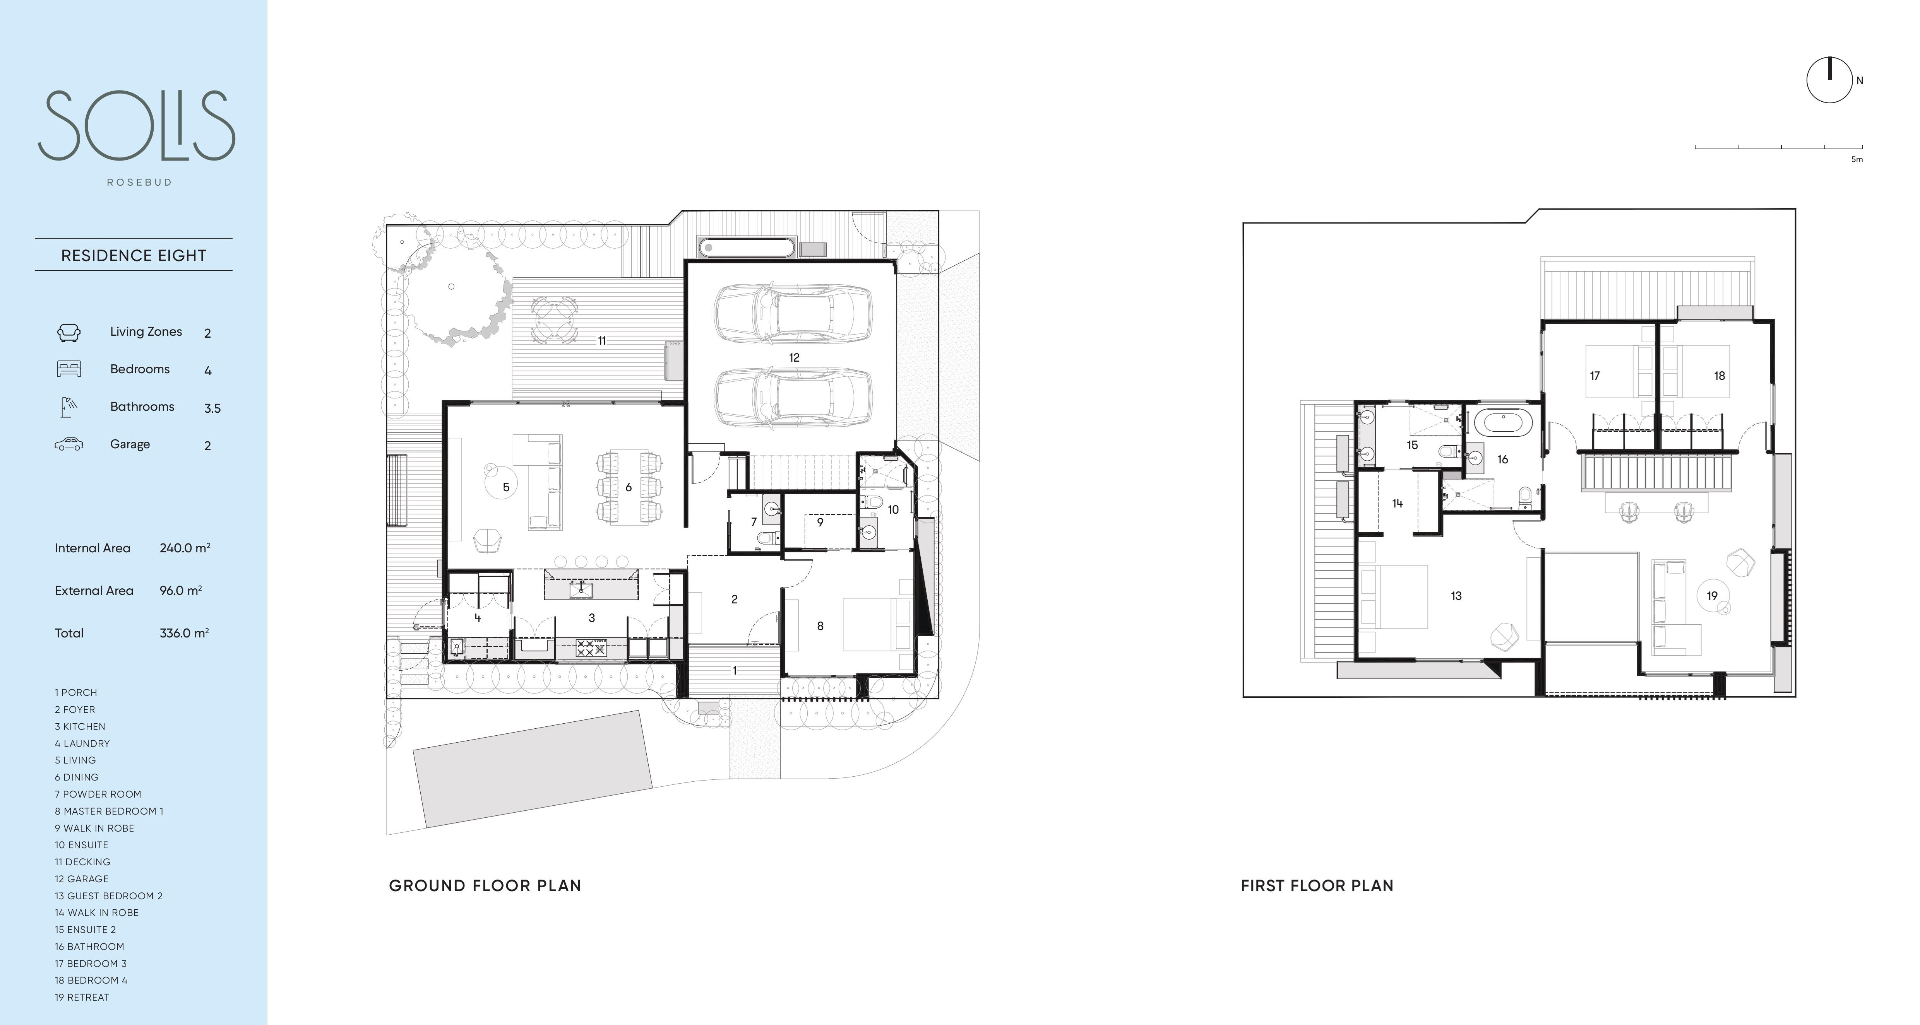 SOLIS
ROSEBUD
RESIDENCE EIGHT
Living Zones 2
Bedrooms 4
Bathrooms 3.5
Garage 2
Internal Area 240.0 m²
External Area 96.0 m²
Total 336.0 m²
1 PORCH
2 FOYER
3 KITCHEN
4 LAUNDRY
5 LIVING
6 DINING
7 POWDER ROOM
8 MASTER BEDROOM 1
9 WALK IN ROBE
10 ENSUITE
11 DECKING
12 GARAGE
13 GUEST BEDROOM 2
14 WALK IN ROBE
15 ENSUITE 2
16 BATHROOM
17 BEDROOM 3
18 BEDROOM 4
19 RETREAT
11
12
5
6
7
9
10
4
3
2
8
1
GROUND FLOOR PLAN
N
5m
17
18
15
16
14
13
19
FIRST FLOOR PLAN